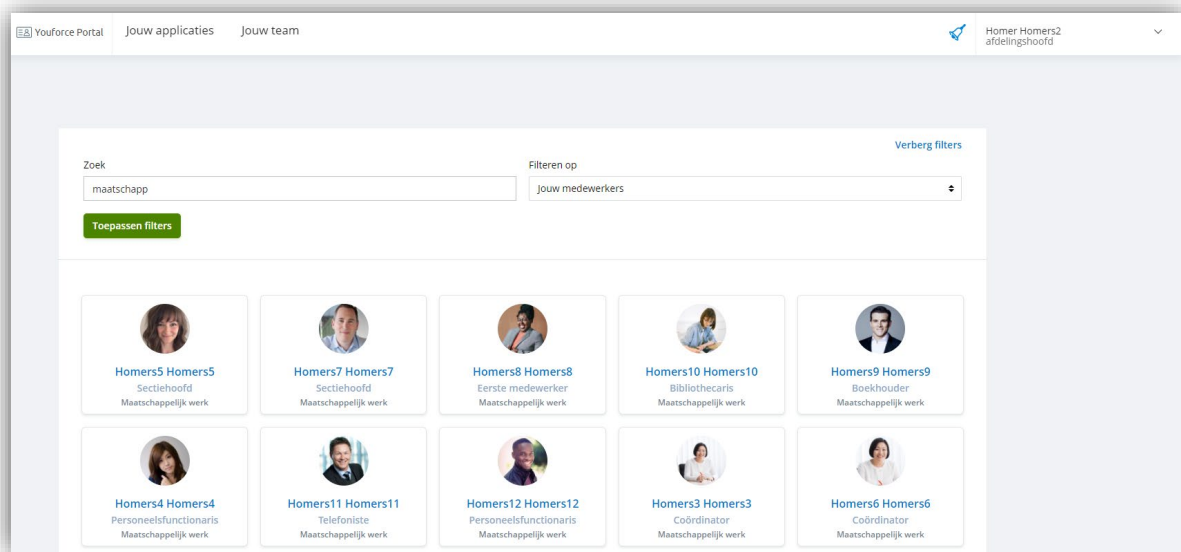 Youforce Portal
Jouw applicaties
Jouw team
Homer Homers2
afdelingshoofd
Verberg filters
Zoek
Filteren op
maatschapp
Jouw medewerkers
Toepassen filters
Homers5 Homers5
Sectiehoofd
Maatschappelijk werk
Homers7 Homers7
Sectiehoofd
Maatschappelijk werk
Homers8 Homers8
Eerste medewerker
Maatschappelijk werk
Homers10 Homers10
Bibliothecaris
Maatschappelijk werk
Homers9 Homers9
Boekhouder
Maatschappelijk werk
Homers4 Homers4
Personeelsfunctionaris
Maatschappelijk werk
Homers11 Homers11
Telefoniste
Maatschappelijk werk
Homers12 Homers12
Personeelsfunctionaris
Maatschappelijk werk
Homers3 Homers3
Coördinator
Maatschappelijk werk
Homers6 Homers6
Coördinator
Maatschappelijk werk